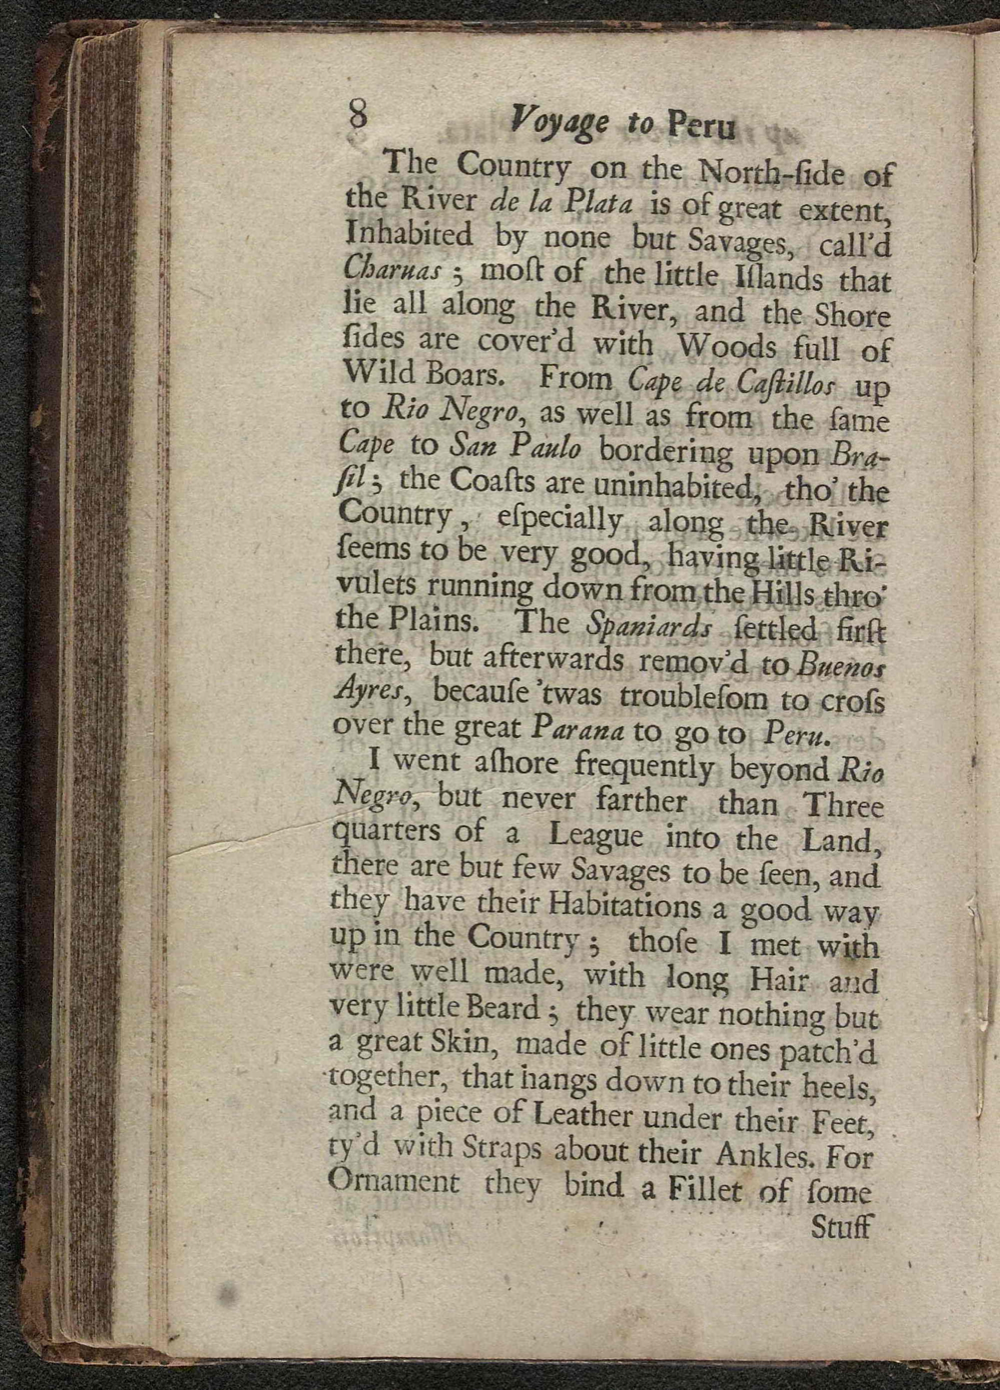 8 Voyage to Peru
The Country on the North-ſide of
the River de la Plata is of great extent,
Inhabited by none but Savages, call'd
Charuas ; moſt of the little Iſlands that
lie all along the River, and the Shore
ſides are cover'd with Woods full of
Wild Boars. From Cape de Caſtillos up
to Rio Negro, as well as from the ſame
Cape to San Paulo bordering upon Bra-
ſil ; the Coaſts are uninhabited, tho' the
Country, eſpecially along the River
ſeems to be very good, having little Ri-
vulets running down from the Hills thro'
the Plains. The Spaniards ſettled firſt
there, but afterwards remov'd to Buenos
Ayres, becauſe 'twas troubleſom to croſs
over the great Parana to go to Peru.
I went aſhore frequently beyond Rio
Negro, but never farther than Three
quarters of a League into the Land,
there are but few Savages to be ſeen, and
they have their Habitations a good way
up in the Country ; thoſe I met with
were well made, with long Hair and
very little Beard ; they wear nothing but
a great Skin, made of little ones patch'd
together, that hangs down to their heels,
and a piece of Leather under their Feet,
ty'd with Straps about their Ankles. For
Ornament they bind a Fillet of ſome
Stuff